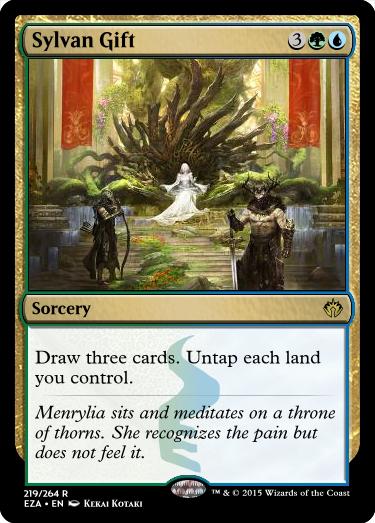 Sylvan Gift 3
Sorcery
Draw three cards. Untap each land
you control.
Menrylia sits and meditates on a throne
of thorns. She recognizes the pain but
does not feel it.
219/264 R
EZA • EN Kekai Kotaki
™ & © 2015 Wizards of the Coast